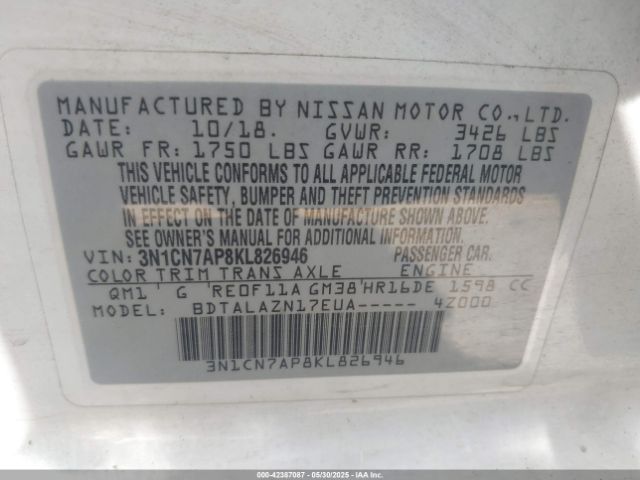 MANUFACTURED BY NISSAN MOTOR CO., LTD.
DATE: 10/18. GVWR: 3426 LBS
GAWR FR: 1750 LBS GAWR RR: 1708 LBS
THIS VEHICLE CONFORMS TO ALL APPLICABLE FEDERAL MOTOR
VEHICLE SAFETY, BUMPER AND THEFT PREVENTION STANDARDS
IN EFFECT ON THE DATE OF MANUFACTURE SHOWN ABOVE.
SEE OWNER'S MANUAL FOR ADDITIONAL INFORMATION.
VIN: 3N1CN7AP8KL826946 PASSENGER CAR.
COLOR TRIM TRANS AXLE ENGINE
QM1 G RE0F11A GM38 HR16DE 1598 CC
MODEL: BDTALAZN17EUA----- 4Z000
3N1CN7AP8KL826946
000-42387087 - 05/30/2025 - COPYRIGHT IAA